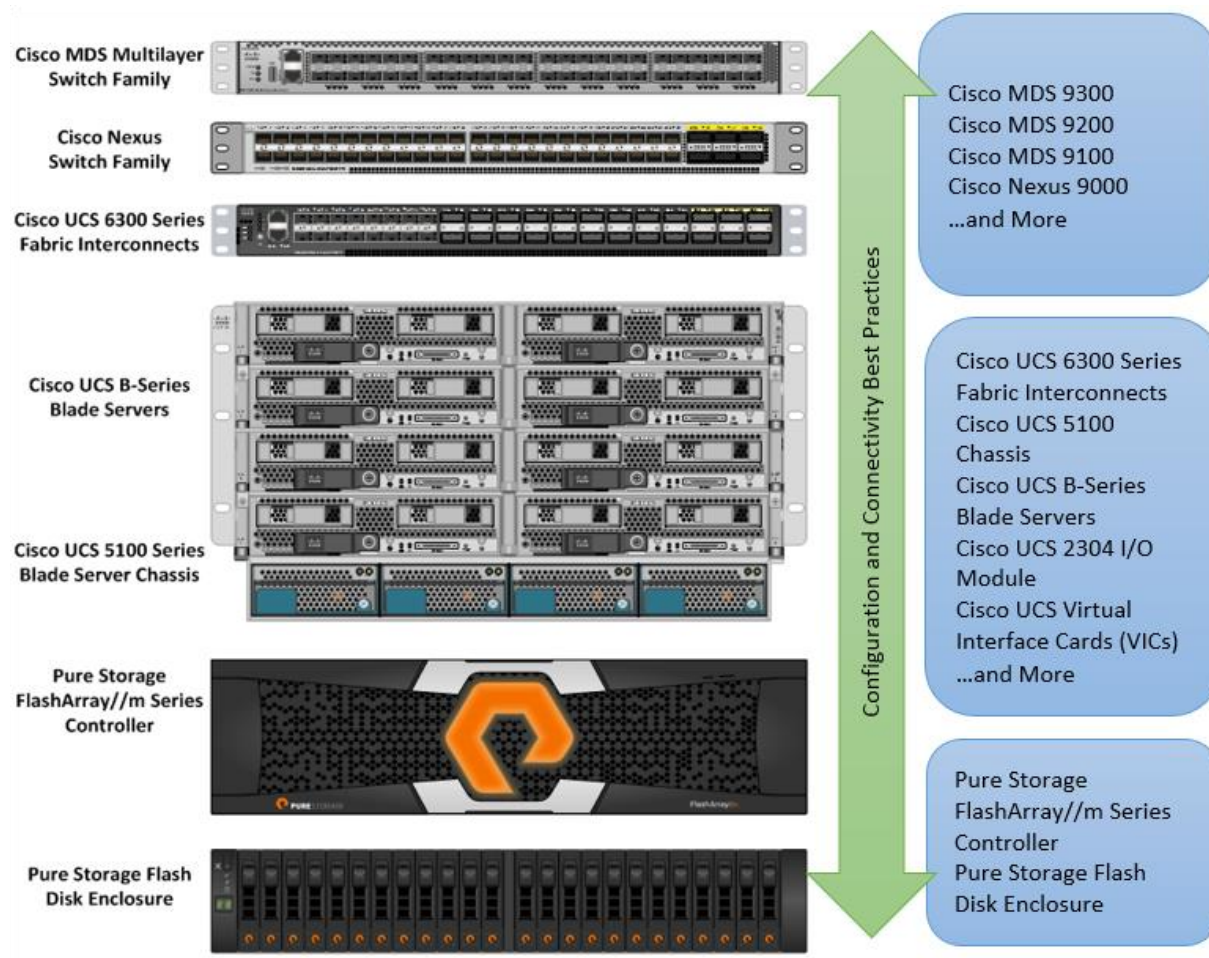 Cisco MDS Multilayer
Switch Family
Cisco Nexus
Switch Family
Cisco UCS 6300 Series
Fabric Interconnects
Cisco UCS B-Series
Blade Servers
Cisco UCS 5100 Series
Blade Server Chassis
Pure Storage
FlashArray//m Series
Controller
PURESTORAGE
FlashArray//m
Pure Storage Flash
Disk Enclosure
Configuration and Connectivity Best Practices
Cisco MDS 9300
Cisco MDS 9200
Cisco MDS 9100
Cisco Nexus 9000
...and More
Cisco UCS 6300 Series
Fabric Interconnects
Cisco UCS 5100
Chassis
Cisco UCS B-Series
Blade Servers
Cisco UCS 2304 I/O
Module
Cisco UCS Virtual
Interface Cards (VICs)
...and More
Pure Storage
FlashArray//m Series
Controller
Pure Storage Flash
Disk Enclosure